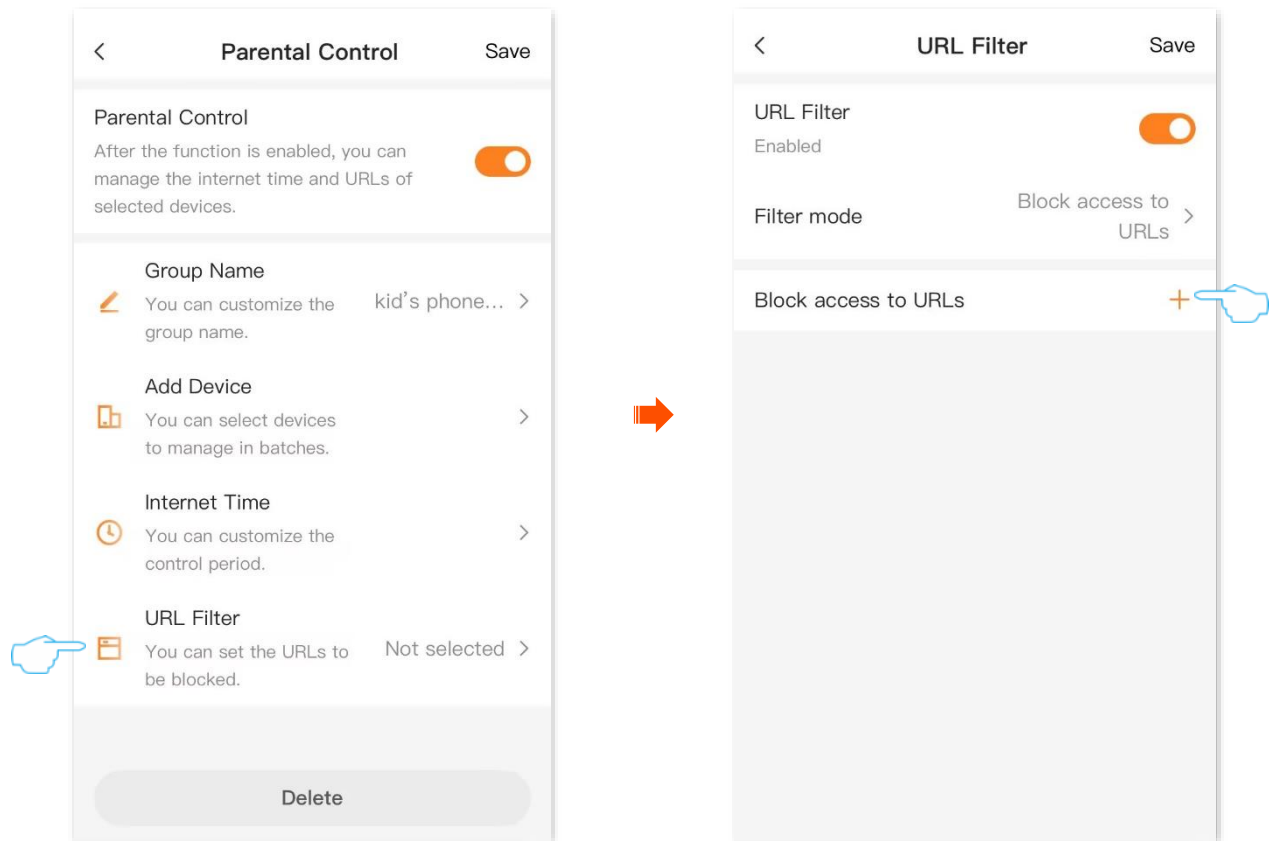 Parental Control
Save
Parental Control
After the function is enabled, you can
manage the internet time and URLs of
selected devices.
Group Name
You can customize the
group name.
kid's phone...
Add Device
You can select devices
to manage in batches.
Internet Time
You can customize the
control period.
URL Filter
You can set the URLs to
be blocked.
Not selected
Delete
URL Filter
Save
URL Filter
Enabled
Filter mode
Block access to
URLs
Block access to URLs